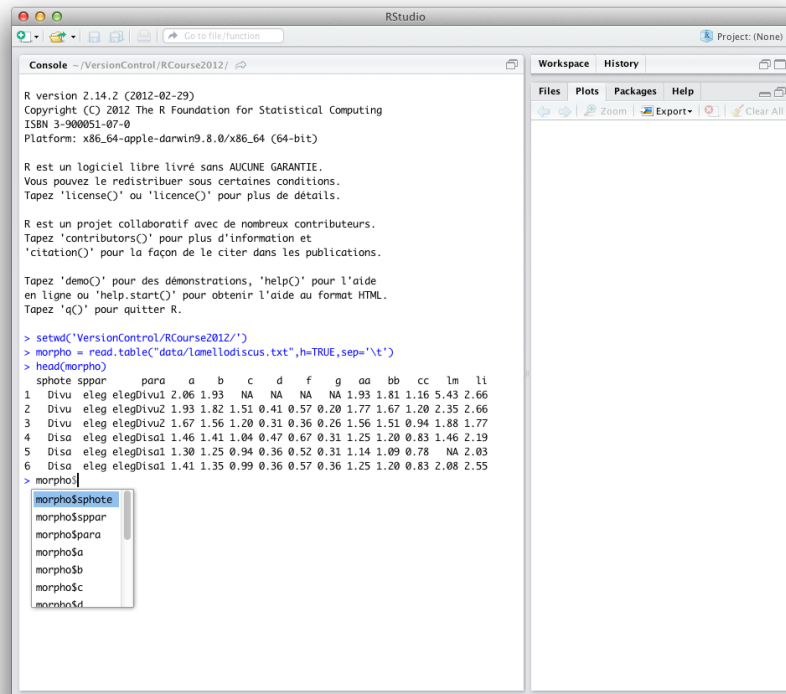 RStudio
Go to file/function
Project: (None)
Console ~/VersionControl/RCourse2012/
R version 2.14.2 (2012-02-29)
Copyright (C) 2012 The R Foundation for Statistical Computing
ISBN 3-900051-07-0
Platform: x86_64-apple-darwin9.8.0/x86_64 (64-bit)
R est un logiciel libre livré sans AUCUNE GARANTIE.
Vous pouvez le redistribuer sous certaines conditions.
Tapez 'license()' ou 'licence()' pour plus de détails.
R est un projet collaboratif avec de nombreux contributeurs.
Tapez 'contributors()' pour plus d'information et
'citation()' pour la façon de le citer dans les publications.
Tapez 'demo()' pour des démonstrations, 'help()' pour l'aide
en ligne ou 'help.start()' pour obtenir l'aide au format HTML.
Tapez 'q()' pour quitter R.
> setwd('VersionControl/RCourse2012/')
> morpho = read.table("data/lamellodiscus.txt",h=TRUE,sep='\t')
> head(morpho)
sphote sppar para a b c d f g aa bb cc lm li
1 Divu eleg elegDivu1 2.06 1.93 NA NA NA NA 1.93 1.81 1.16 5.43 2.66
2 Divu eleg elegDivu2 1.93 1.82 1.51 0.41 0.57 0.20 1.77 1.67 1.20 2.35 2.66
3 Divu eleg elegDivu2 1.67 1.56 1.20 0.31 0.36 0.26 1.56 1.51 0.94 1.88 1.77
4 Disa eleg elegDisa1 1.46 1.41 1.04 0.47 0.67 0.31 1.25 1.20 0.83 1.46 2.19
5 Disa eleg elegDisa1 1.30 1.25 0.94 0.36 0.52 0.31 1.14 1.09 0.78 NA 2.03
6 Disa eleg elegDisa1 1.41 1.35 0.99 0.36 0.57 0.36 1.25 1.20 0.83 2.08 2.55
> morpho$
morpho$sphote
morpho$sppar
morpho$para
morpho$a
morpho$b
morpho$c
morpho$d
Workspace History
Files Plots Packages Help
Zoom Export Clear All